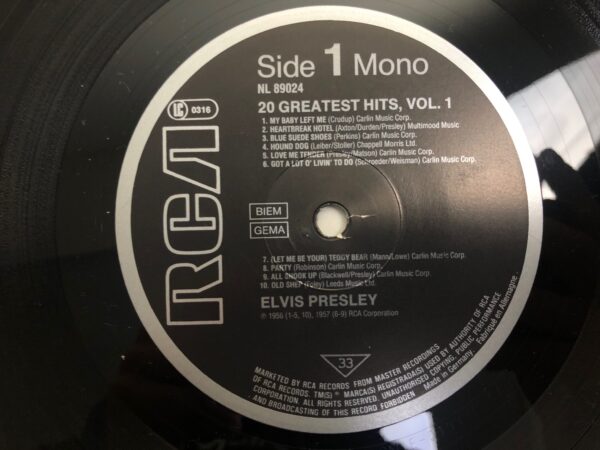 RCA
LC
0316
Side 1 Mono
NL 89024
20 GREATEST HITS, VOL. 1
1. MY BABY LEFT ME (Crudup) Carlin Music Corp.
2. HEARTBREAK HOTEL (Axton/Durden/Presley) Multimood Music
3. BLUE SUEDE SHOES (Perkins) Carlin Music Corp.
4. HOUND DOG (Leiber/Stoller) Chappell Morris Ltd.
5. LOVE ME TENDER (Presley/Matson) Carlin Music Corp.
6. GOT A LOT O' LIVIN' TO DO (Schroeder/Weisman) Carlin Music Corp.
BIEM
GEMA
7. (LET ME BE YOUR) TEDDY BEAR (Mann/Lowe) Carlin Music Corp.
8. PARTY (Robinson) Carlin Music Corp.
9. ALL SHOOK UP (Blackwell/Presley) Carlin Music Corp.
10. OLD SHEP (Foley) Leeds Music Ltd.
ELVIS PRESLEY
℗ 1956 (1-5, 10), 1957 (6-9) RCA Corporation
33
MARKETED BY RCA RECORDS FROM MASTER RECORDINGS
OF RCA RECORDS. TM(S) ® MARCA(S) REGISTRADA(S) USED BY AUTHORITY OF RCA
CORPORATION. ALL RIGHTS RESERVED. UNAUTHORISED COPYING, PUBLIC PERFORMANCE
AND BROADCASTING OF THIS RECORD FORBIDDEN
Made in Germany. Fabriqué en Allemagne